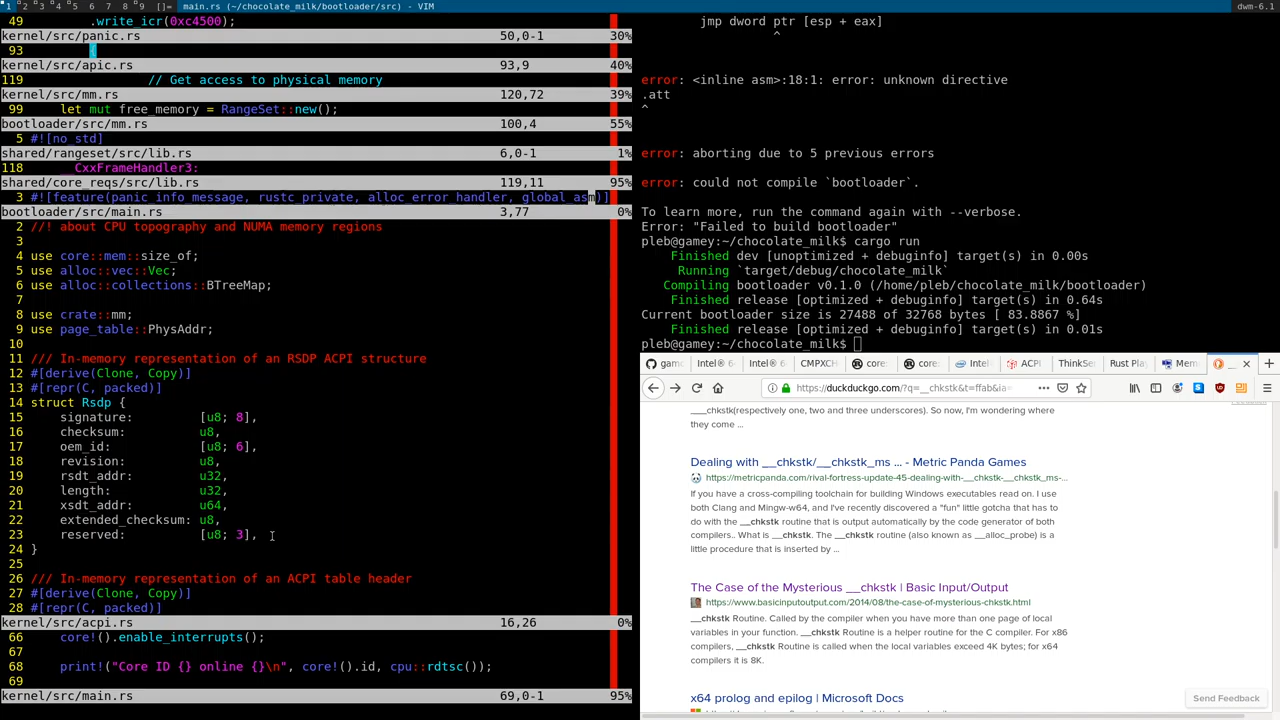 1 2 3 4 5 6 7 8 9 []= main.rs (~/chocolate_milk/bootloader/src) - VIM
dwm-6.1
49 .write_icr(0xc4500);
kernel/src/panic.rs 50,0-1 30%
93 {
kernel/src/apic.rs 93,9 40%
119 // Get access to physical memory
kernel/src/mm.rs 120,72 39%
99 let mut free_memory = RangeSet::new();
bootloader/src/mm.rs 100,4 55%
5 #![no_std]
shared/rangeset/src/lib.rs 6,0-1 1%
118 __CxxFrameHandler3:
shared/core_reqs/src/lib.rs 119,11 95%
3 #![feature(panic_info_message, rustc_private, alloc_error_handler, global_asm)]
bootloader/src/main.rs 3,77 0%
2 //! about CPU topography and NUMA memory regions
3
4 use core::mem::size_of;
5 use alloc::vec::Vec;
6 use alloc::collections::BTreeMap;
7
8 use crate::mm;
9 use page_table::PhysAddr;
10
11 /// In-memory representation of an RSDP ACPI structure
12 #[derive(Clone, Copy)]
13 #[repr(C, packed)]
14 struct Rsdp {
15 signature: [u8; 8],
16 checksum: u8,
17 oem_id: [u8; 6],
18 revision: u8,
19 rsdt_addr: u32,
20 length: u32,
21 xsdt_addr: u64,
22 extended_checksum: u8,
23 reserved: [u8; 3],
24 }
25
26 /// In-memory representation of an ACPI table header
27 #[derive(Clone, Copy)]
28 #[repr(C, packed)]
kernel/src/acpi.rs 16,26 0%
66 core!().enable_interrupts();
67
68 print!("Core ID {} online {}\n", core!().id, cpu::rdtsc());
69
kernel/src/main.rs 69,0-1 95%
jmp dword ptr [esp + eax]
^
error: <inline asm>:18:1: error: unknown directive
.att
^
error: aborting due to 5 previous errors
error: could not compile `bootloader`.
To learn more, run the command again with --verbose.
Error: "Failed to build bootloader"
pleb@gamey:~/chocolate_milk$ cargo run
Finished dev [unoptimized + debuginfo] target(s) in 0.00s
Running `target/debug/chocolate_milk`
Compiling bootloader v0.1.0 (/home/pleb/chocolate_milk/bootloader)
Finished release [optimized + debuginfo] target(s) in 0.64s
Current bootloader size is 27488 of 32768 bytes [ 83.8867 %]
Finished release [optimized + debuginfo] target(s) in 0.01s
pleb@gamey:~/chocolate_milk$
gamo Intel® 6 Intel® 6 CMPXCH core: core: Intel ACPI ThinkSe Rust Play Mem
https://duckduckgo.com/?q=__chkstk&t=ffab&ia=
___chkstk(respectively one, two and three underscores). So now, I'm wondering where
they come ...
Dealing with __chkstk/__chkstk_ms ... - Metric Panda Games
https://metricpanda.com/rival-fortress-update-45-dealing-with-__chkstk-__chkstk_ms-...
If you have a cross-compiling toolchain for building Windows executables read on. I use
both Clang and Mingw-w64, and I've recently discovered a "fun" little gotcha that has to
do with the __chkstk routine that is output automatically by the code generator of both
compilers.. What is __chkstk. The __chkstk routine (also known as __alloc_probe) is a
little procedure that is inserted by ...
The Case of the Mysterious __chkstk | Basic Input/Output
https://www.basicinputoutput.com/2014/08/the-case-of-mysterious-chkstk.html
__chkstk Routine. Called by the compiler when you have more than one page of local
variables in your function. __chkstk Routine is a helper routine for the C compiler. For x86
compilers, __chkstk Routine is called when the local variables exceed 4K bytes; for x64
compilers it is 8K.
x64 prolog and epilog | Microsoft Docs
Send Feedback